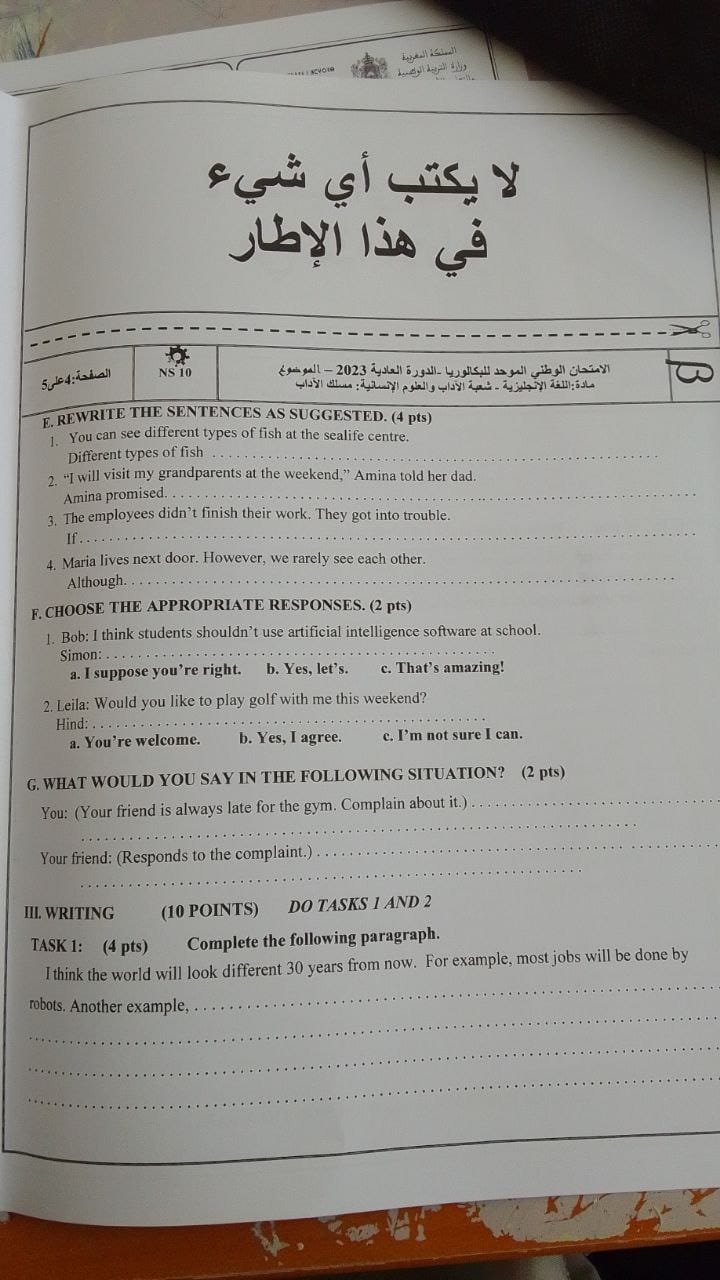 المملكة المغربية
وزارة التربية الوطنية
لا يكتب أي شيء
في هذا الإطار
الصفحة:4على5
NS 10
الامتحان الوطني الموحد للبكالوريا -الدورة العادية 2023 – الموضوع
مادة:اللغة الإنجليزية - شعبة الآداب والعلوم الإنسانية: مسلك الآداب
E. REWRITE THE SENTENCES AS SUGGESTED. (4 pts)
1. You can see different types of fish at the sealife centre.
Different types of fish ..........
2. “I will visit my grandparents at the weekend,” Amina told her dad.
Amina promised..........
3. The employees didn’t finish their work. They got into trouble.
If..........
4. Maria lives next door. However, we rarely see each other.
Although..........
F. CHOOSE THE APPROPRIATE RESPONSES. (2 pts)
1. Bob: I think students shouldn’t use artificial intelligence software at school.
Simon: ..........
a. I suppose you’re right. b. Yes, let’s. c. That’s amazing!
2. Leila: Would you like to play golf with me this weekend?
Hind: ..........
a. You’re welcome. b. Yes, I agree. c. I’m not sure I can.
G. WHAT WOULD YOU SAY IN THE FOLLOWING SITUATION? (2 pts)
You: (Your friend is always late for the gym. Complain about it.) ..........
Your friend: (Responds to the complaint.) ..........
III. WRITING (10 POINTS) DO TASKS 1 AND 2
TASK 1: (4 pts) Complete the following paragraph.
I think the world will look different 30 years from now. For example, most jobs will be done by
robots. Another example, ..........